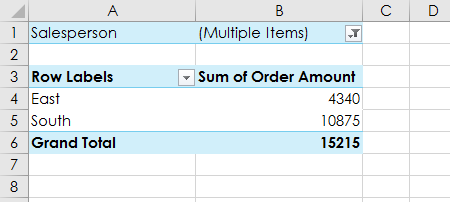 A B C D
1 Salesperson (Multiple Items)
2
3 Row Labels Sum of Order Amount
4 East 4340
5 South 10875
6 Grand Total 15215
7
8